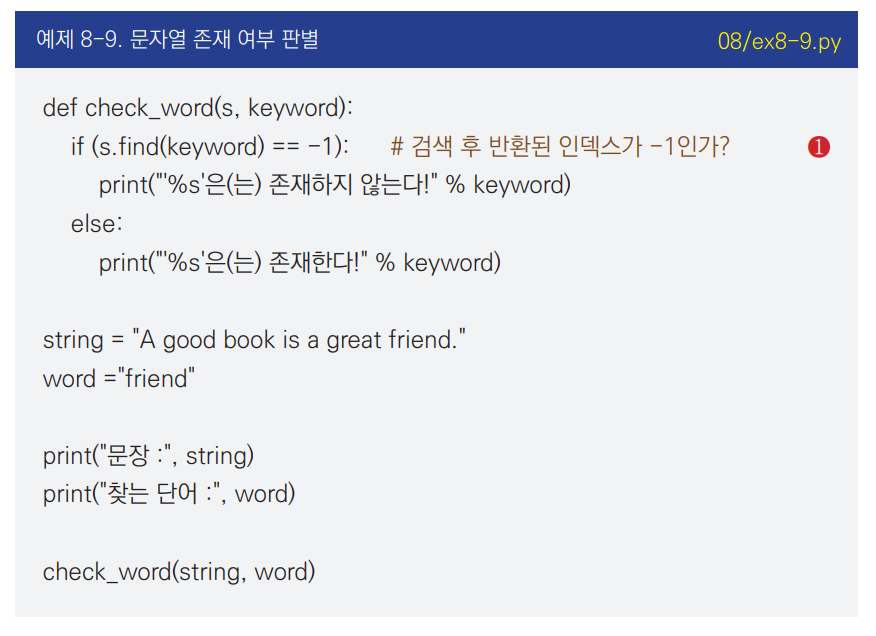 예제 8-9. 문자열 존재 여부 판별 08/ex8-9.py
def check_word(s, keyword):
if (s.find(keyword) == -1): # 검색 후 반환된 인덱스가 -1인가? ❶
print("'%s'은(는) 존재하지 않는다!" % keyword)
else:
print("'%s'은(는) 존재한다!" % keyword)
string = "A good book is a great friend."
word ="friend"
print("문장 :", string)
print("찾는 단어 :", word)
check_word(string, word)